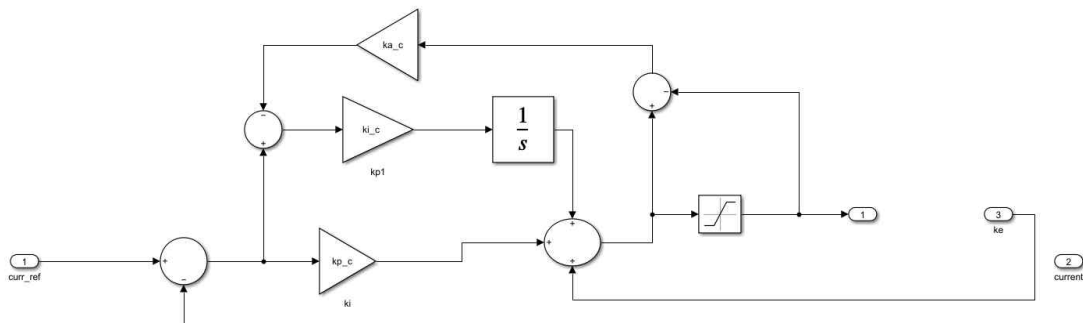 ka_c
ki_c
1
s
kp1
1
3
ke
kp_c
1
curr_ref
2
current
ki